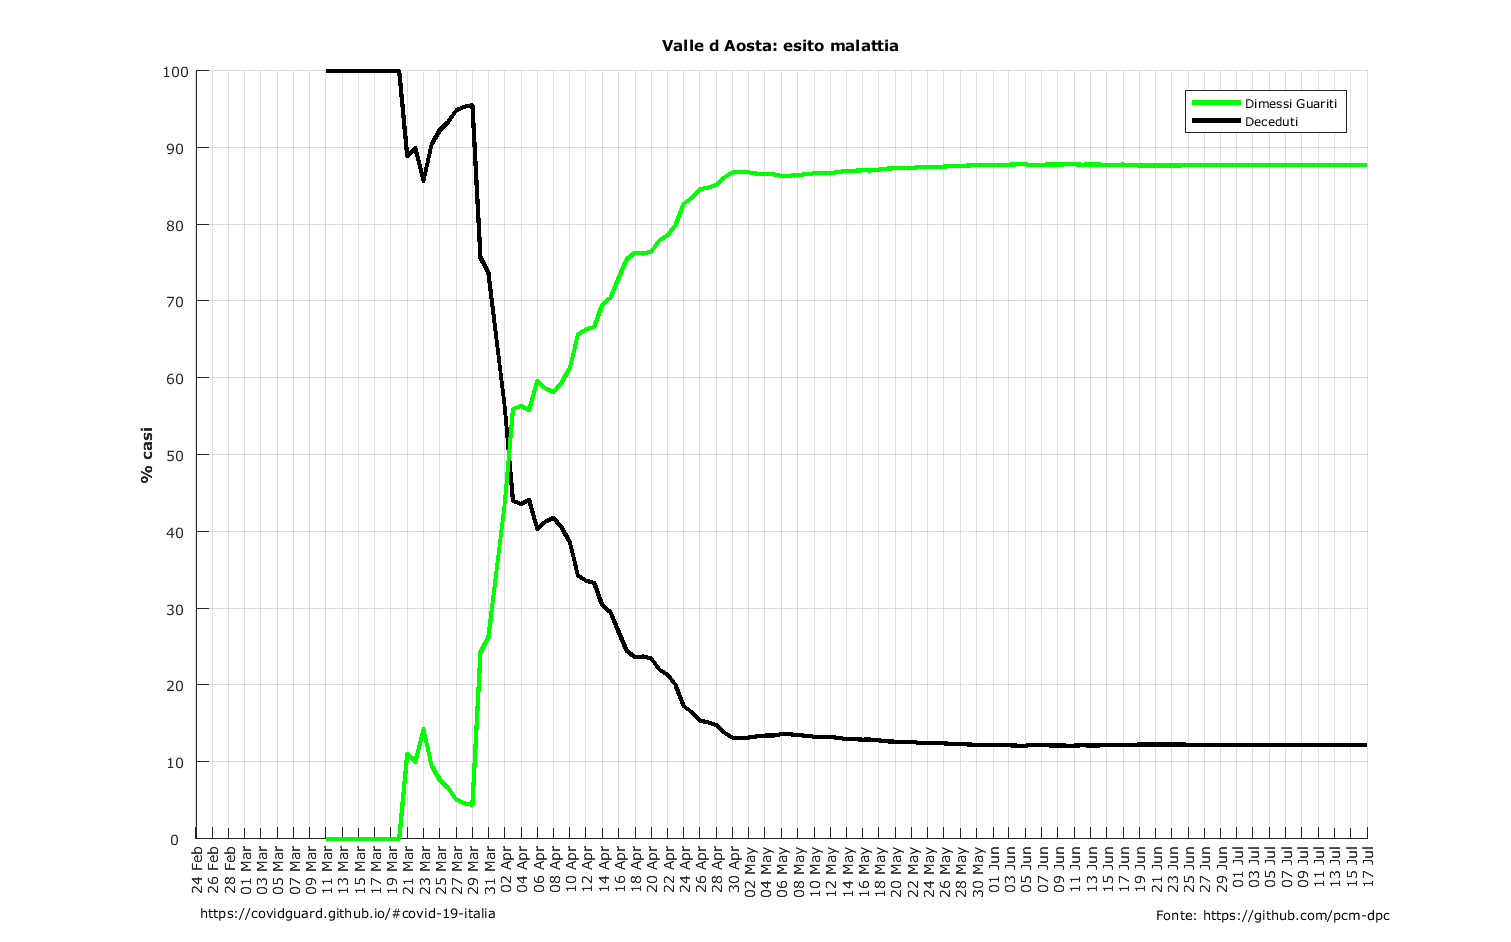 Valle d Aosta: esito malattia
Dimessi Guariti
Deceduti
% casi
100
90
80
70
60
50
40
30
20
10
0
24 Feb
26 Feb
28 Feb
01 Mar
03 Mar
05 Mar
07 Mar
09 Mar
11 Mar
13 Mar
15 Mar
17 Mar
19 Mar
21 Mar
23 Mar
25 Mar
27 Mar
29 Mar
31 Mar
02 Apr
04 Apr
06 Apr
08 Apr
10 Apr
12 Apr
14 Apr
16 Apr
18 Apr
20 Apr
22 Apr
24 Apr
26 Apr
28 Apr
30 Apr
02 May
04 May
06 May
08 May
10 May
12 May
14 May
16 May
18 May
20 May
22 May
24 May
26 May
28 May
30 May
01 Jun
03 Jun
05 Jun
07 Jun
09 Jun
11 Jun
13 Jun
15 Jun
17 Jun
19 Jun
21 Jun
23 Jun
25 Jun
27 Jun
29 Jun
01 Jul
03 Jul
05 Jul
07 Jul
09 Jul
11 Jul
13 Jul
15 Jul
17 Jul
https://covidguard.github.io/#covid-19-italia
Fonte: https://github.com/pcm-dpc